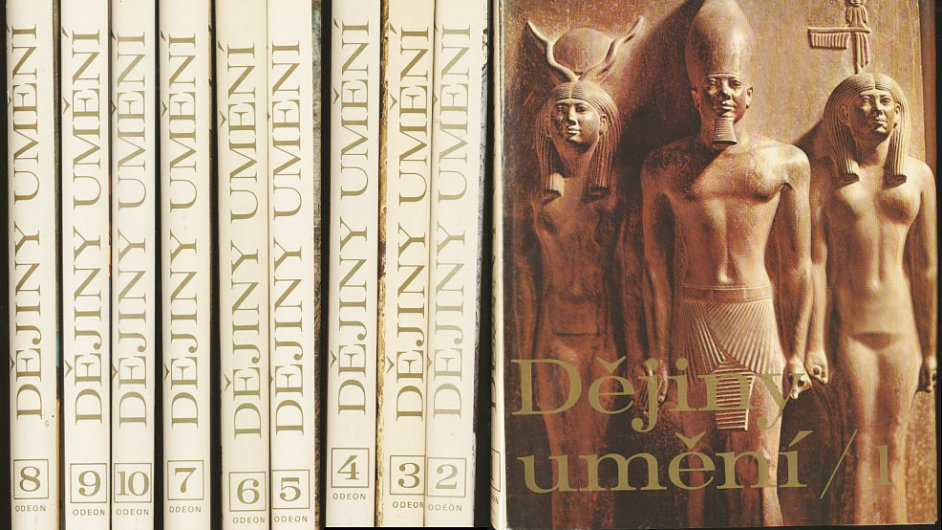 DĚJINY UMĚNÍ
8
ODEON
DĚJINY UMĚNÍ
9
ODEON
DĚJINY UMĚNÍ
10
ODEON
DĚJINY UMĚNÍ
7
ODEON
DĚJINY UMĚNÍ
6
ODEON
DĚJINY UMĚNÍ
5
ODEON
DĚJINY UMĚNÍ
4
ODEON
DĚJINY UMĚNÍ
3
ODEON
DĚJINY UMĚNÍ
2
ODEON
Dějiny
umění / 1